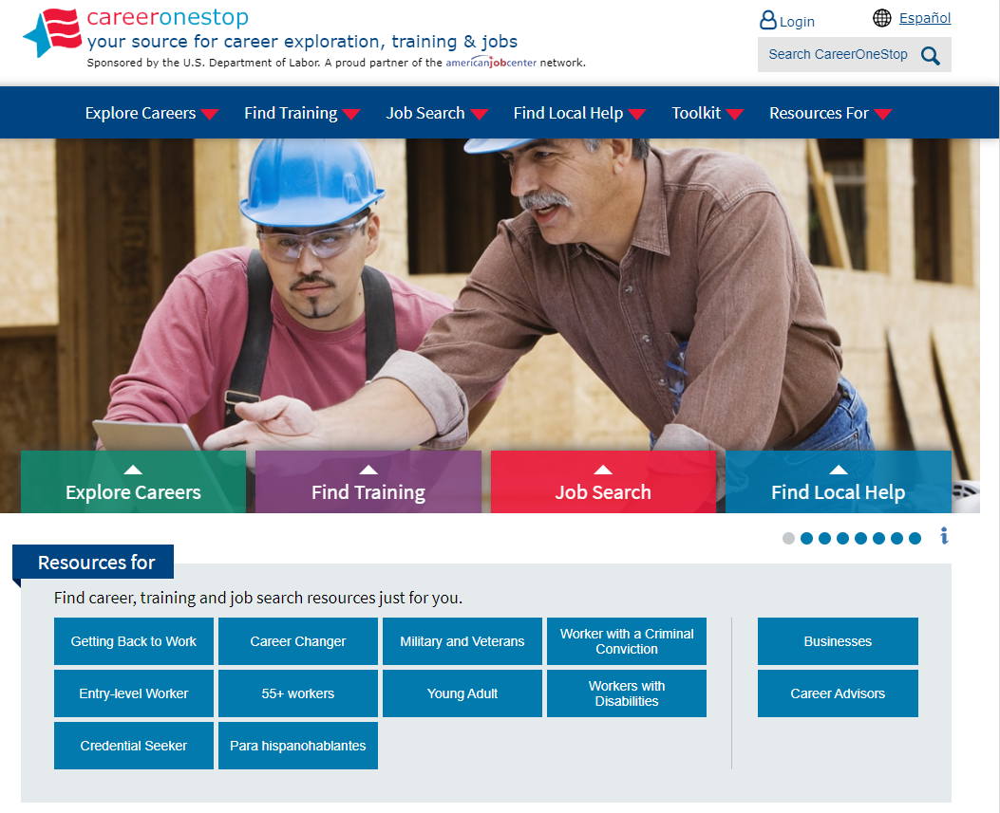 careeronestop
your source for career exploration, training & jobs
Sponsored by the U.S. Department of Labor. A proud partner of the americanjobcenter network.
Login
Español
Search CareerOneStop
Explore Careers
Find Training
Job Search
Find Local Help
Toolkit
Resources For
Explore Careers
Find Training
Job Search
Find Local Help
i
Resources for
Find career, training and job search resources just for you.
Getting Back to Work
Career Changer
Military and Veterans
Worker with a Criminal
Conviction
Businesses
Entry-level Worker
55+ workers
Young Adult
Workers with
Disabilities
Career Advisors
Credential Seeker
Para hispanohablantes